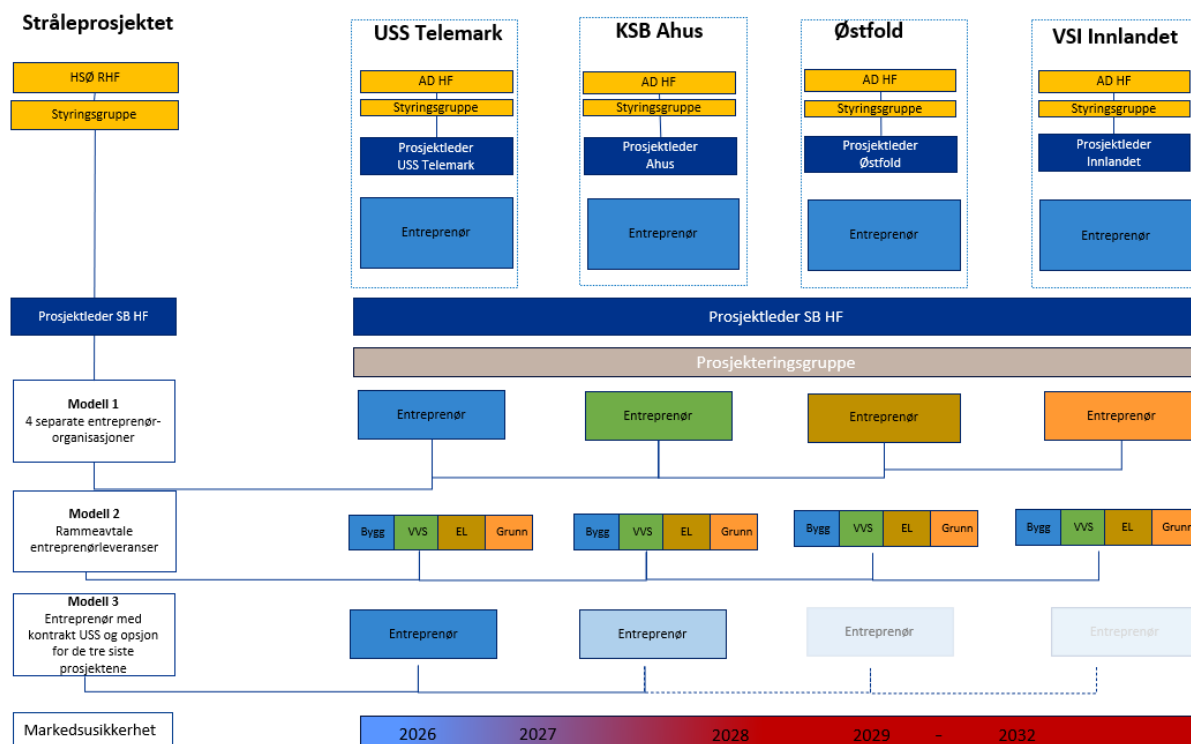 Stråleprosjektet
USS Telemark
KSB Ahus
Østfold
VSI Innlandet
HSØ RHF
AD HF
AD HF
AD HF
AD HF
Styringsgruppe
Styringsgruppe
Styringsgruppe
Styringsgruppe
Styringsgruppe
Prosjektleder
USS Telemark
Prosjektleder
Ahus
Prosjektleder
Østfold
Prosjektleder
Innlandet
Entreprenør
Entreprenør
Entreprenør
Entreprenør
Prosjektleder SB HF
Prosjektleder SB HF
Prosjekteringsgruppe
Modell 1
4 separate entreprenør-
organisasjoner
Entreprenør
Entreprenør
Entreprenør
Entreprenør
Modell 2
Rammeavtale
entreprenørleveranser
Bygg VVS EL Grunn
Bygg VVS EL Grunn
Bygg VVS EL Grunn
Bygg VVS EL Grunn
Modell 3
Entreprenør med
kontrakt USS og opsjon
for de tre siste
prosjektene
Entreprenør
Entreprenør
Entreprenør
Entreprenør
Markedsusikkerhet
2026 2027 2028 2029 - 2032